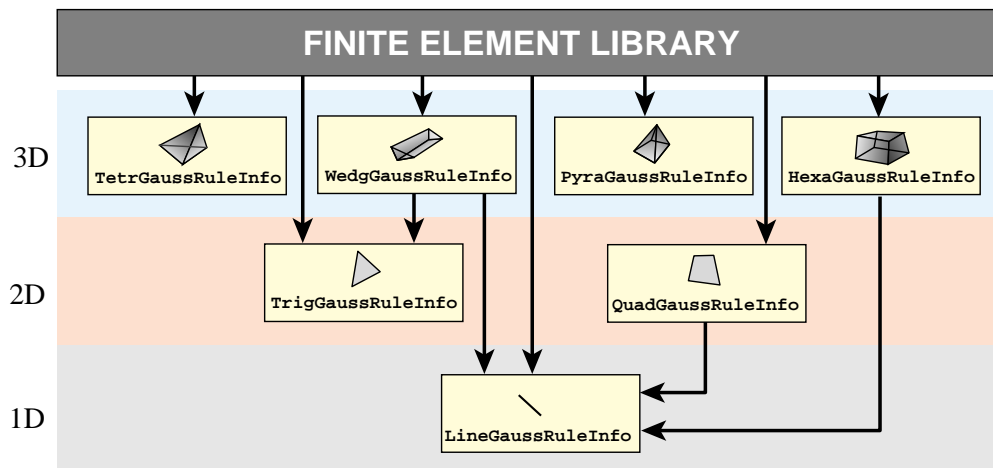 FINITE ELEMENT LIBRARY
3D
TetrGaussRuleInfo
WedgGaussRuleInfo
PyraGaussRuleInfo
HexaGaussRuleInfo
2D
TrigGaussRuleInfo
QuadGaussRuleInfo
1D
LineGaussRuleInfo